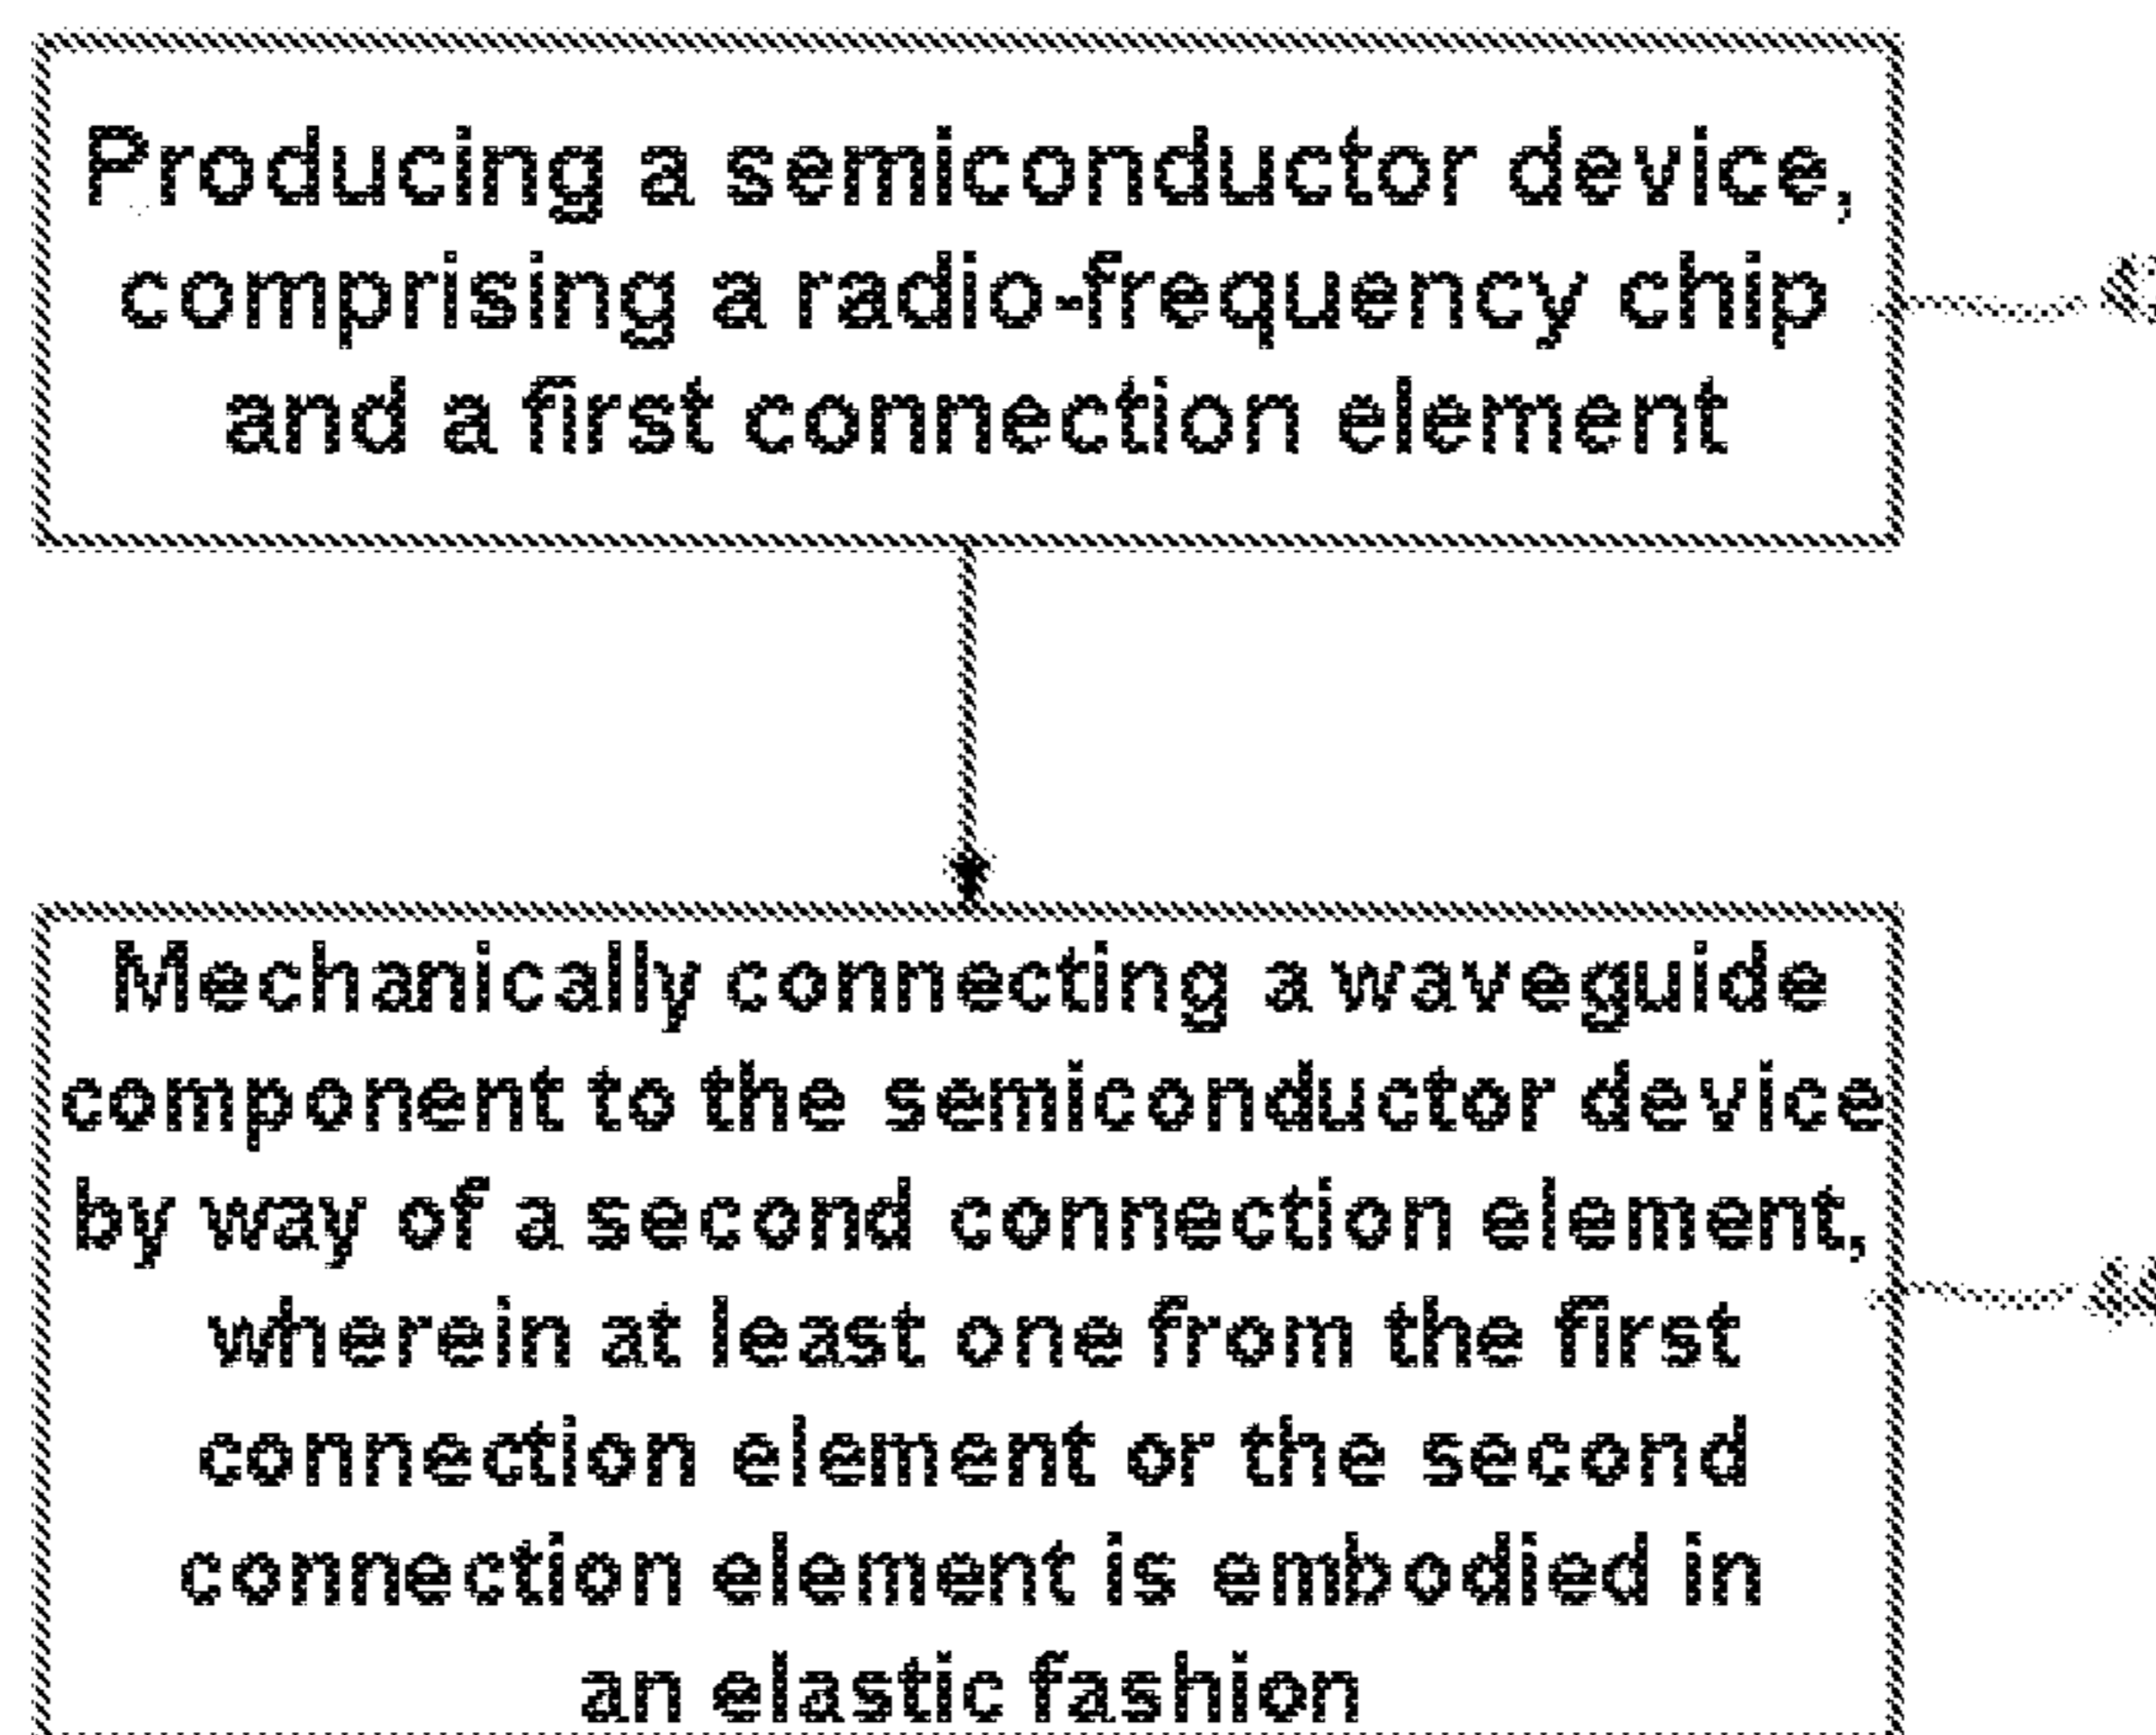 Producing a semiconductor device,
comprising a radio-frequency chip
and a first connection element
Mechanically connecting a waveguide
component to the semiconductor device
by way of a second connection element,
wherein at least one from the first
connection element or the second
connection element is embodied in
an elastic fashion